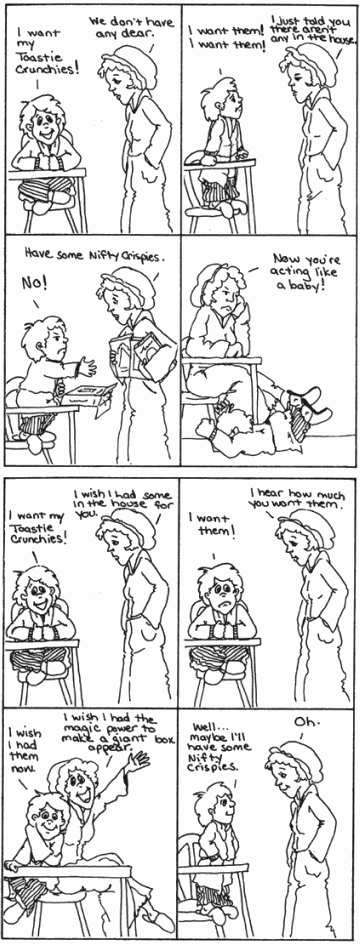 I want
my
Toastie
Crunchies!
We don't have
any dear.
I want them!
I want them!
I just told you
there aren't
any in the house.
Have some Nifty Crispies.
No!
Now you're
acting like
a baby!
I want my
Toastie
Crunchies!
I wish I had some
in the house for
you.
I want
them!
I hear how much
you want them.
I wish
I had
them
now.
I wish I had the
magic power to
make a giant box
appear.
Well...
maybe I'll
have some
Nifty
Crispies.
Oh.